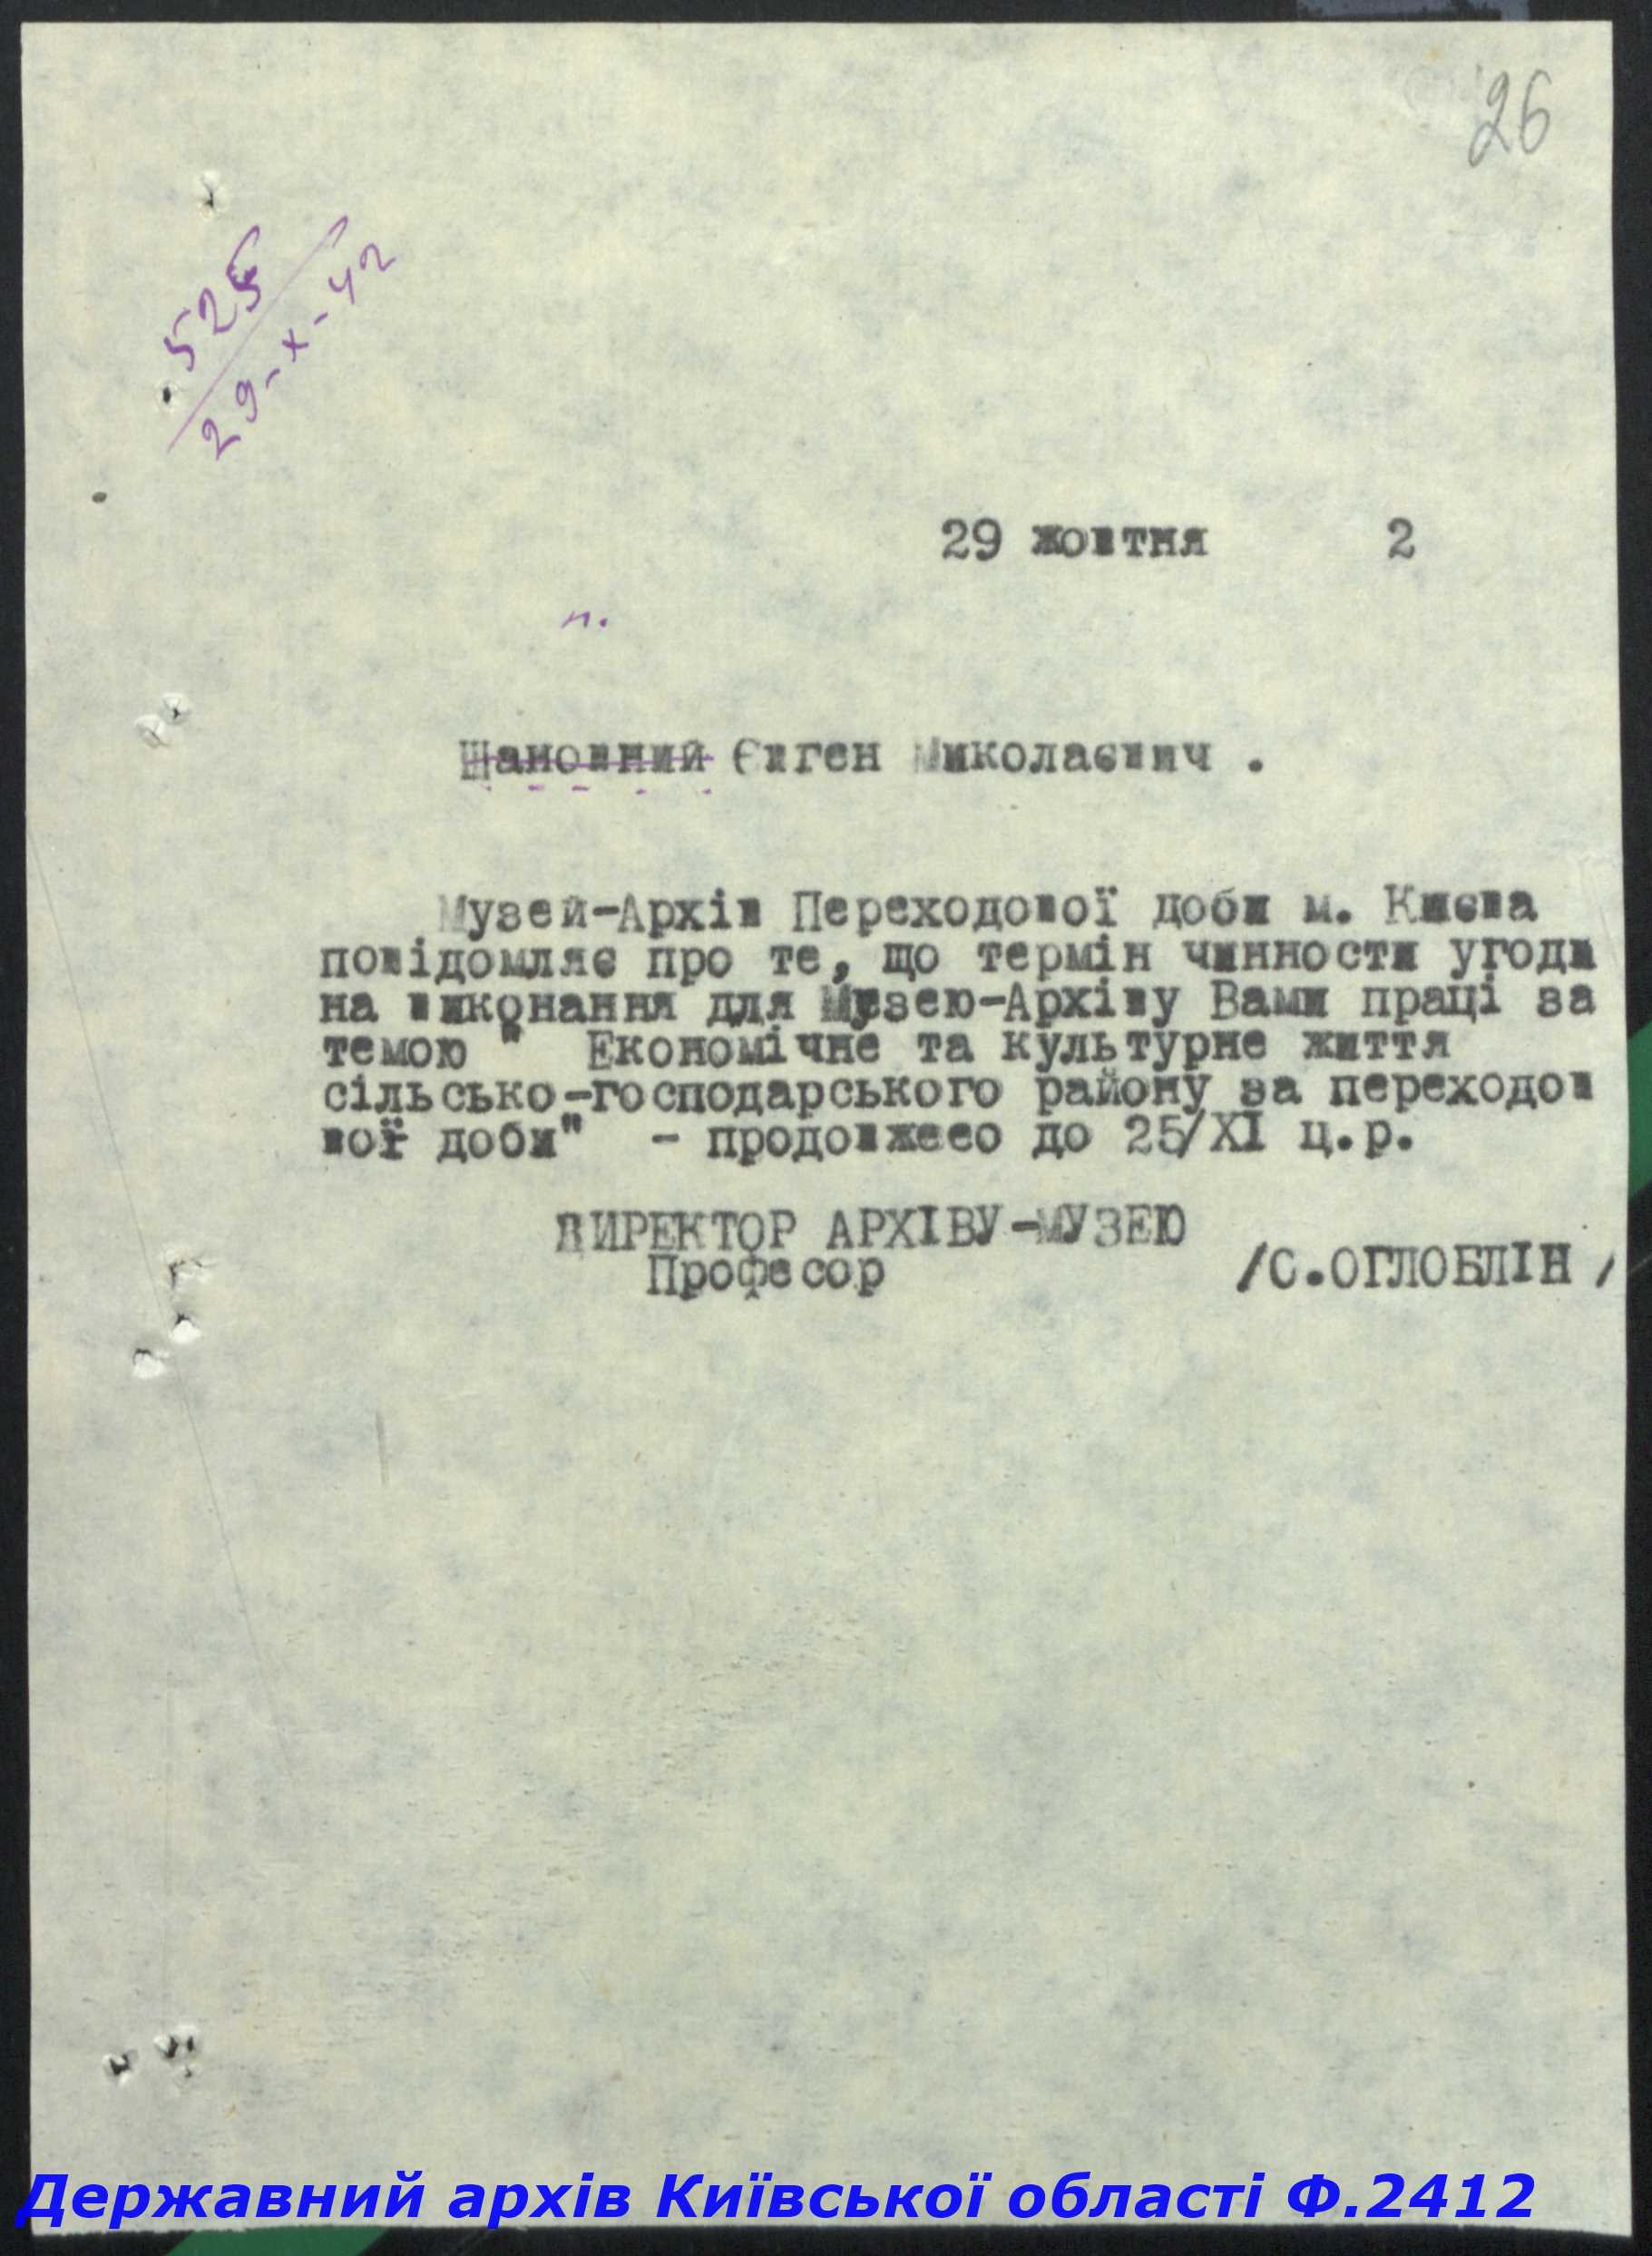 26
525
29-X-42
29 жовтня 2
п.
Шановний Євген Миколаєвич .
Музей-Архів Переходової доби м. Києва
повідомляє про те, що термін чинности угоди
на виконання для Музею-Архіву Вами праці за
темою " Економічне та культурне життя
сільсько-господарського району за переходов
вої доби" - продовжеео до 25/XI ц.р.
ДИРЕКТОР АРХІВУ-МУЗЕЮ
Професор /О.ОГЛОБЛІН /
Державний архів Київської області Ф.2412